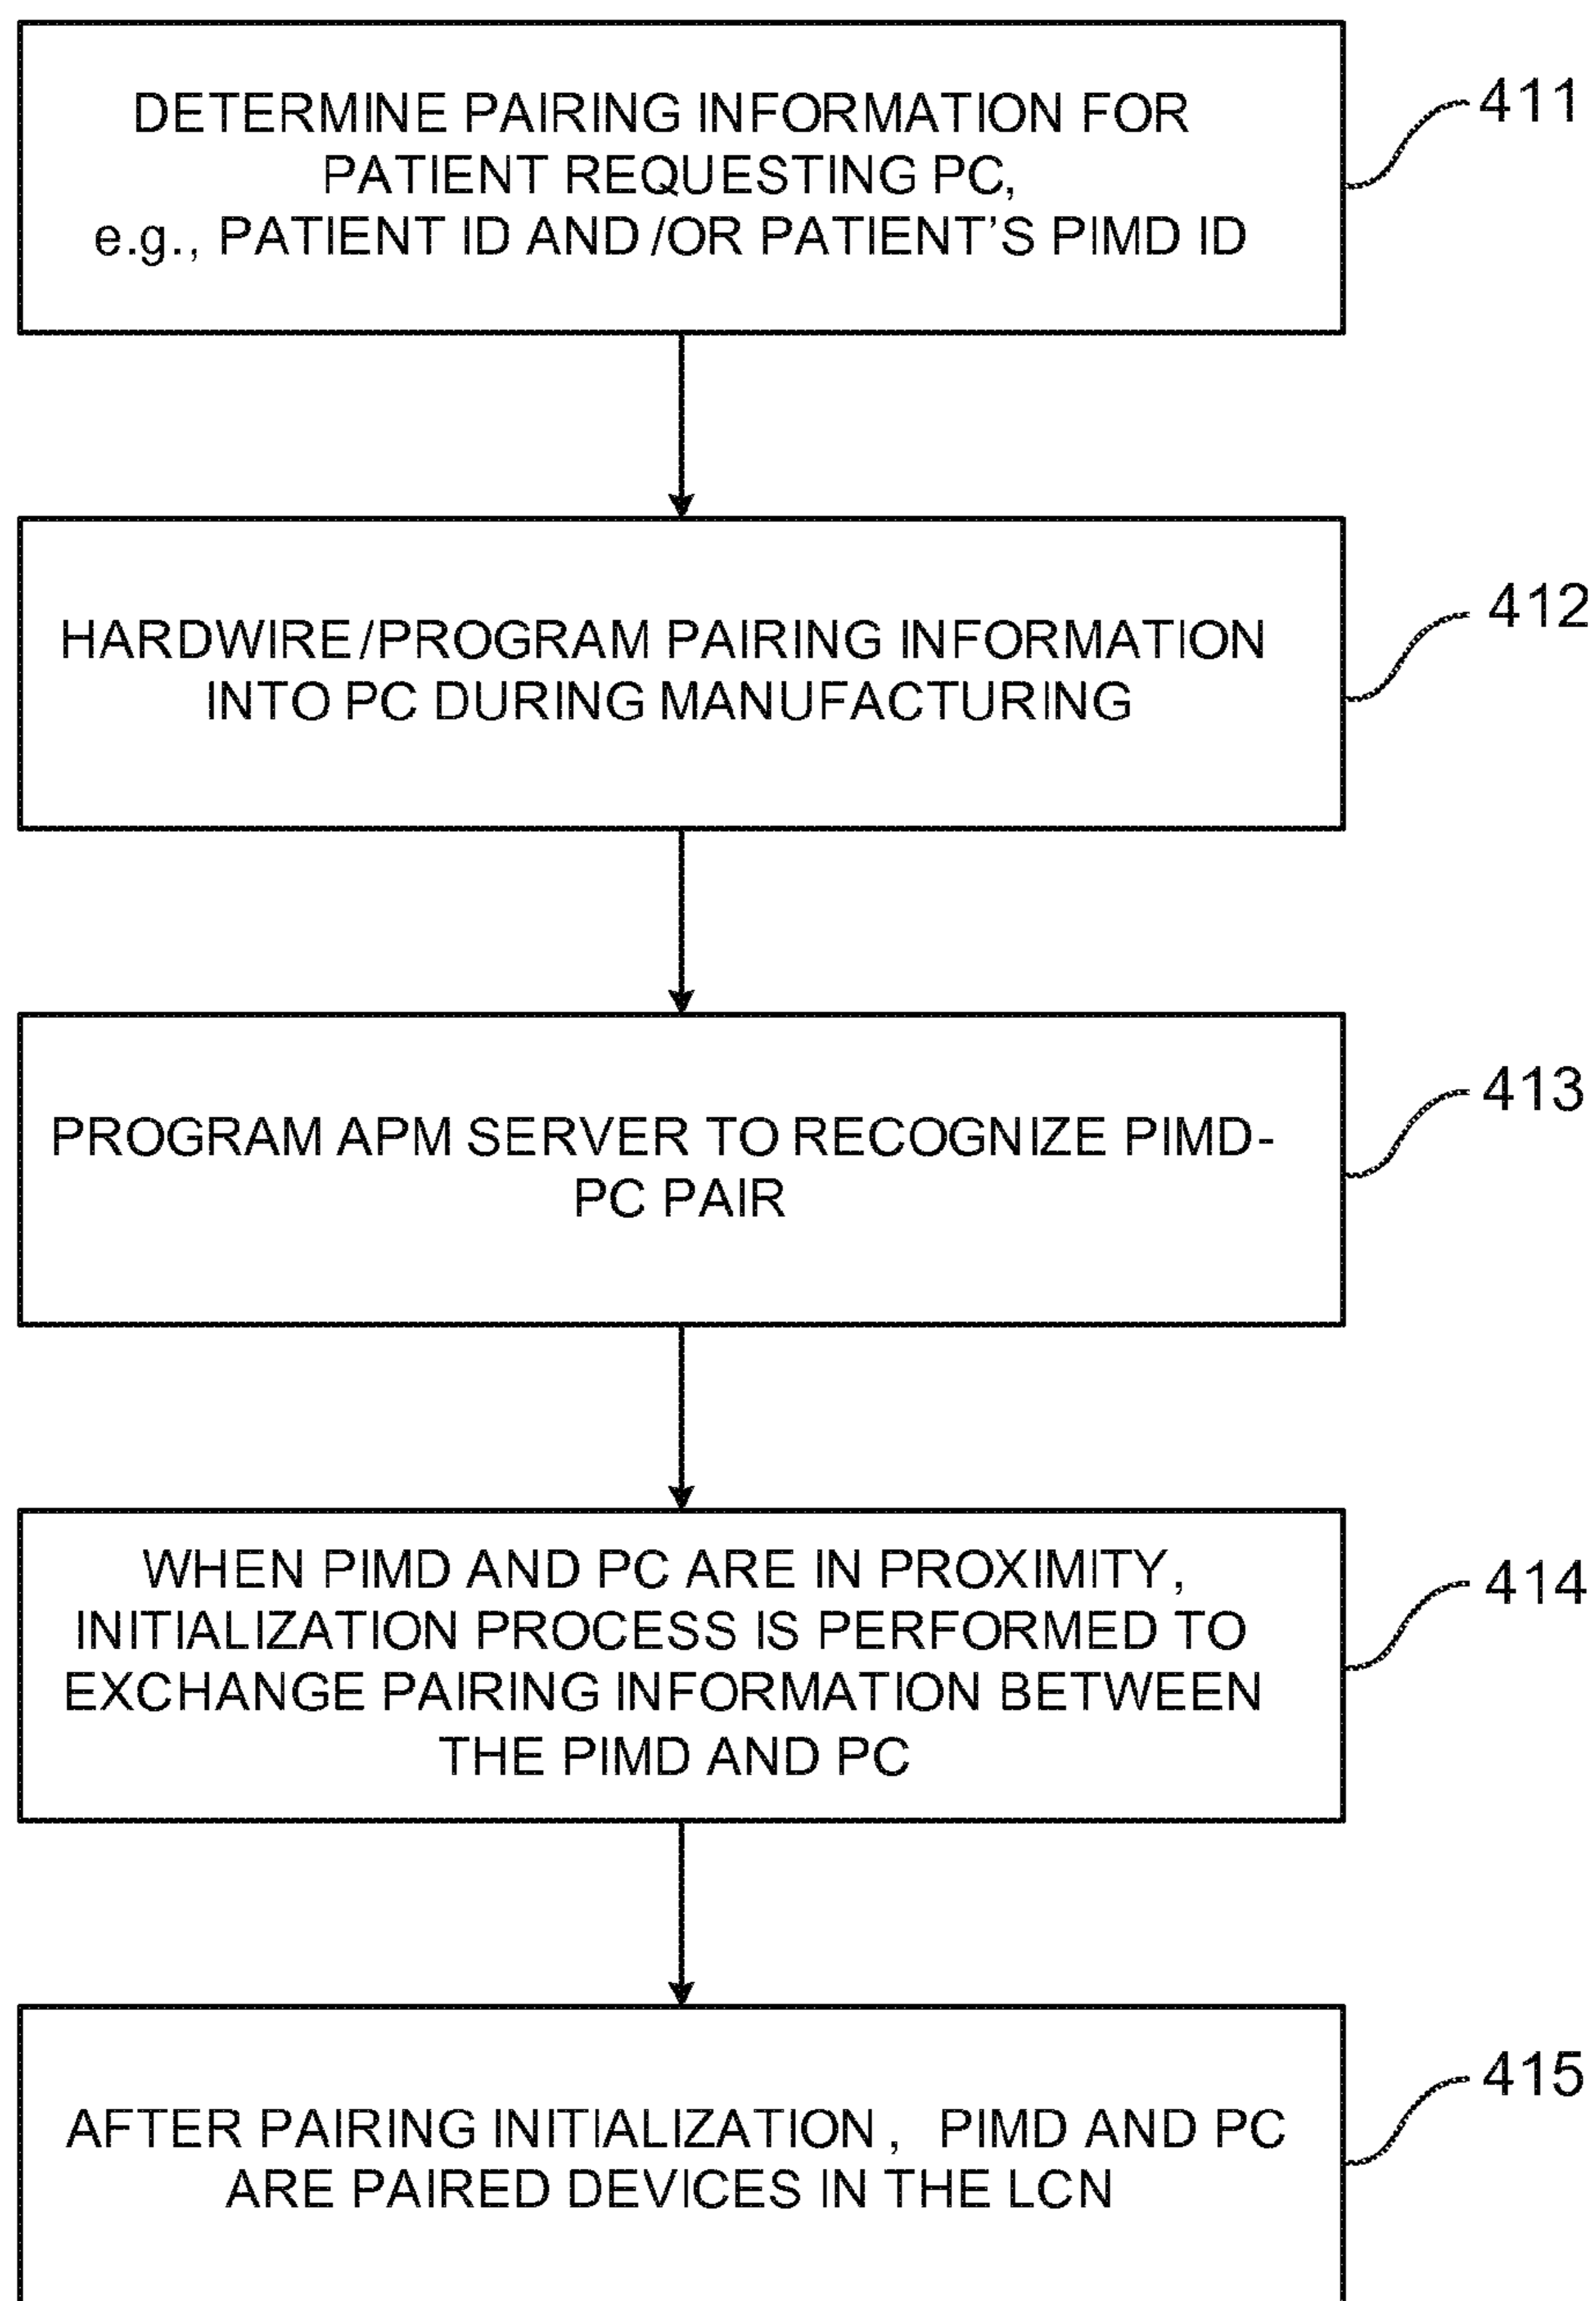 DETERMINE PAIRING INFORMATION FOR
PATIENT REQUESTING PC,
e.g., PATIENT ID AND/OR PATIENT'S PIMD ID
411
HARDWIRE/PROGRAM PAIRING INFORMATION
INTO PC DURING MANUFACTURING
412
PROGRAM APM SERVER TO RECOGNIZE PIMD-
PC PAIR
413
WHEN PIMD AND PC ARE IN PROXIMITY,
INITIALIZATION PROCESS IS PERFORMED TO
EXCHANGE PAIRING INFORMATION BETWEEN
THE PIMD AND PC
414
AFTER PAIRING INITIALIZATION, PIMD AND PC
ARE PAIRED DEVICES IN THE LCN
415